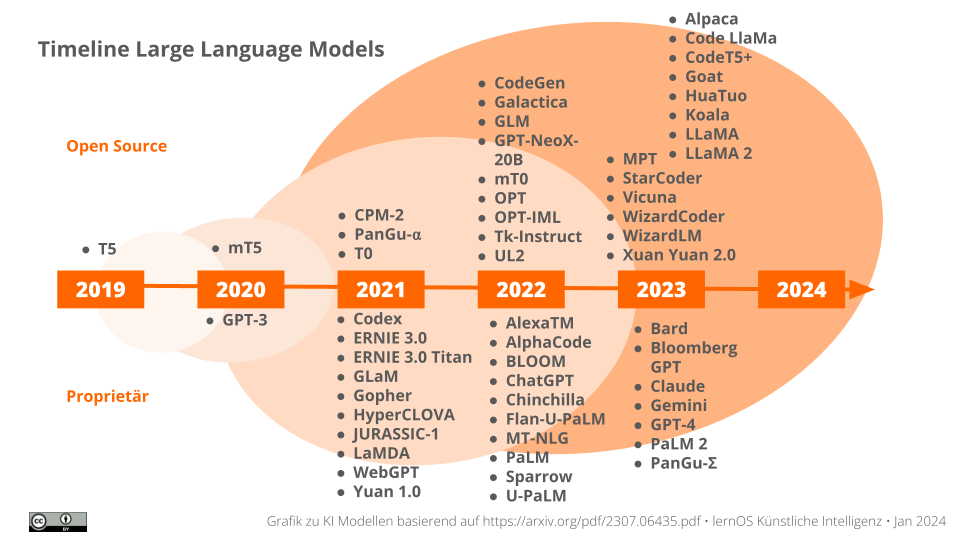 Timeline Large Language Models
Open Source
● Alpaca
● Code LlaMa
● CodeT5+
● Goat
● HuaTuo
● Koala
● LLaMA
● LLaMA 2
● MPT
● StarCoder
● Vicuna
● WizardCoder
● WizardLM
● Xuan Yuan 2.0
● CodeGen
● Galactica
● GLM
● GPT-NeoX-
20B
● mT0
● OPT
● OPT-IML
● Tk-Instruct
● UL2
● CPM-2
● PanGu-α
● T0
● mT5
● T5
2019
2020
2021
2022
2023
2024
● GPT-3
● Codex
● ERNIE 3.0
● ERNIE 3.0 Titan
● GLaM
● Gopher
● HyperCLOVA
● JURASSIC-1
● LaMDA
● WebGPT
● Yuan 1.0
● AlexaTM
● AlphaCode
● BLOOM
● ChatGPT
● Chinchilla
● Flan-U-PaLM
● MT-NLG
● PaLM
● Sparrow
● U-PaLM
● Bard
● Bloomberg
GPT
● Claude
● Gemini
● GPT-4
● PaLM 2
● PanGu-Σ
Proprietär
cc
BY
Grafik zu KI Modellen basierend auf https://arxiv.org/pdf/2307.06435.pdf • lernOS Künstliche Intelligenz • Jan 2024